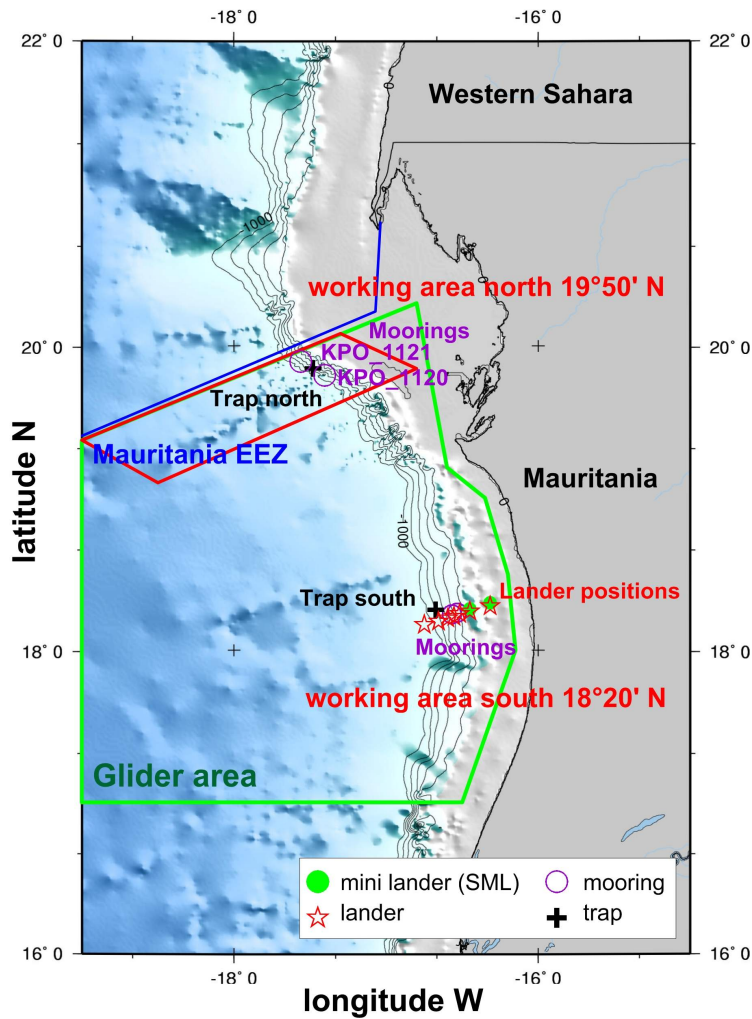 -18° 0
-16° 0
22° 0
22° 0
Western Sahara
0
-1000
working area north 19°50' N
Moorings
20° 0
20° 0
KPO_1121
KPO_1120
Trap north
Mauritania EEZ
Mauritania
0
-1000
Trap south
Lander positions
18° 0
18° 0
Moorings
working area south 18°20' N
Glider area
mini lander (SML)
mooring
lander
trap
16° 0
16° 0
-18° 0
-16° 0
latitude N
longitude W